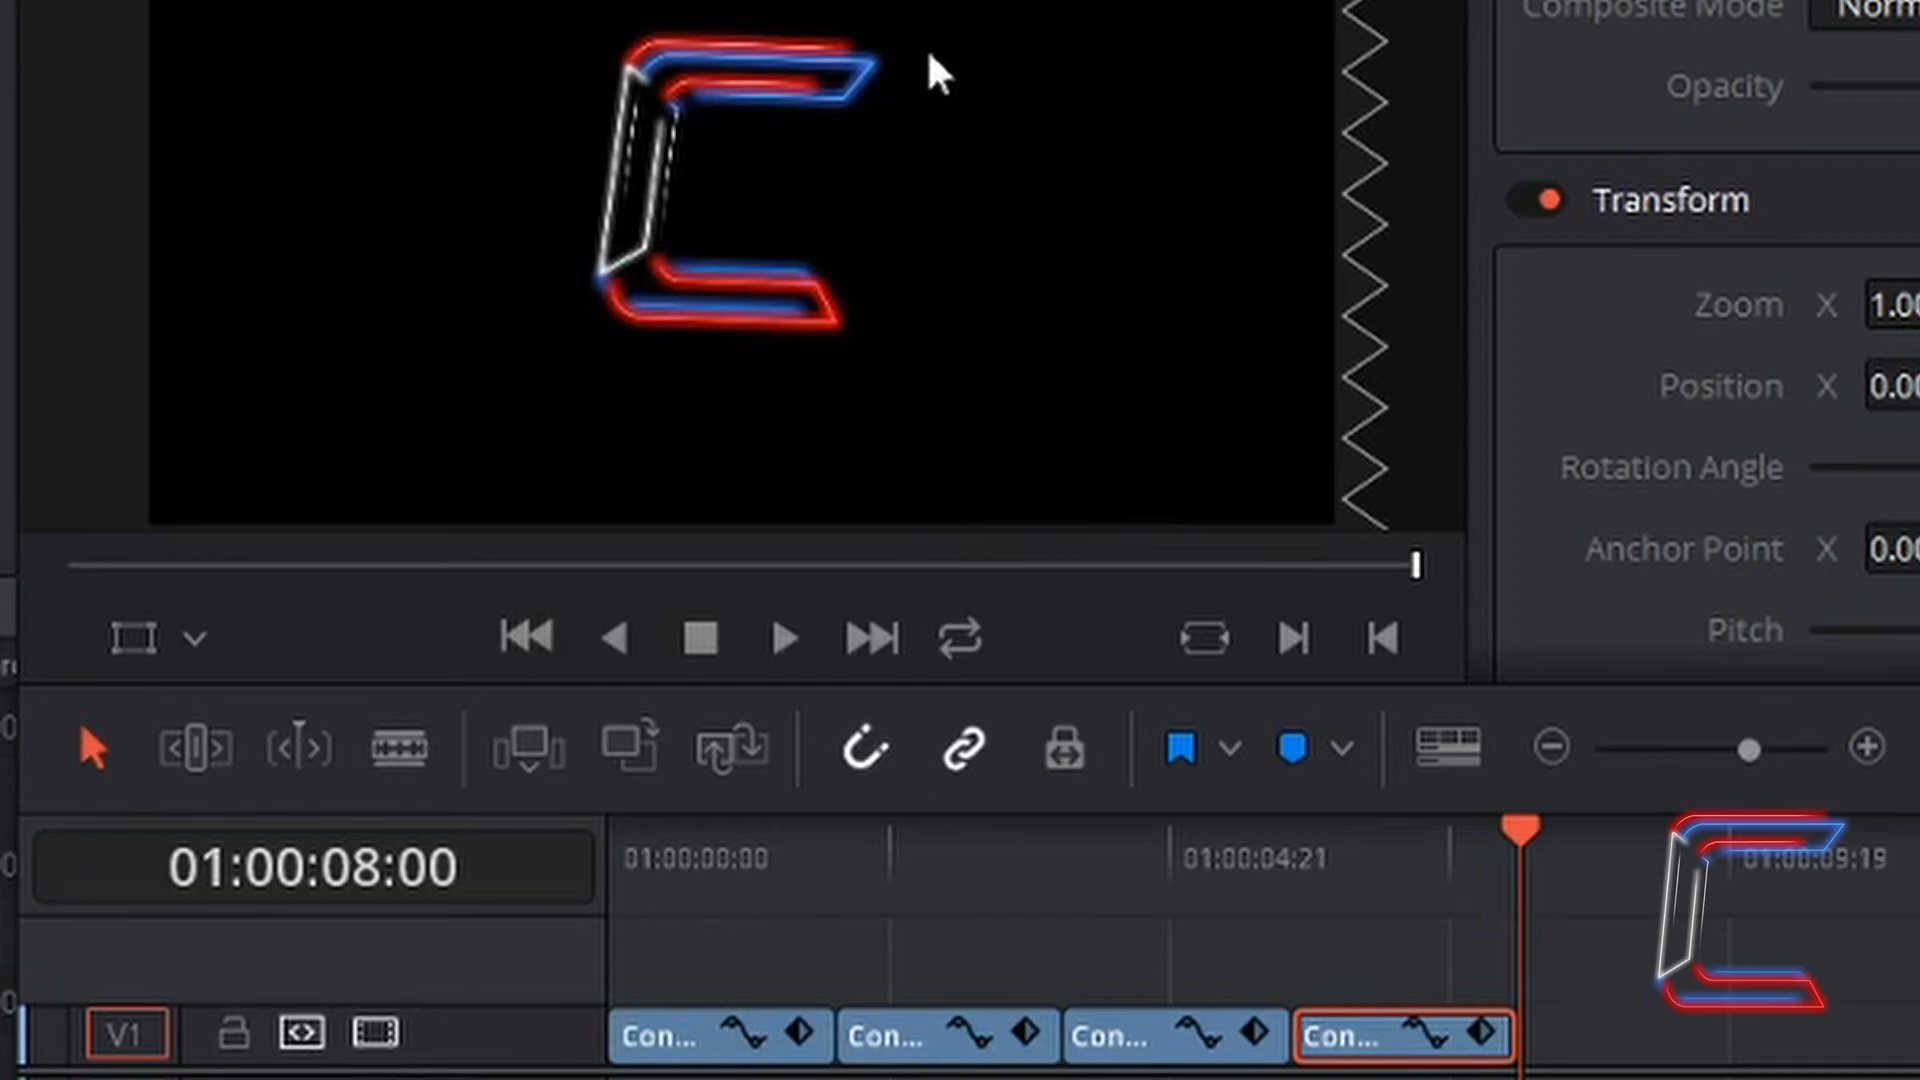 Composite Mode Norm
Opacity
Transform
Zoom X 1.00
Position X 0.00
Rotation Angle
Anchor Point X 0.00
Pitch
01:00:08:00
01:00:00:00
01:00:04:21
01:00:09:19
V1
Con...
Con...
Con...
Con...